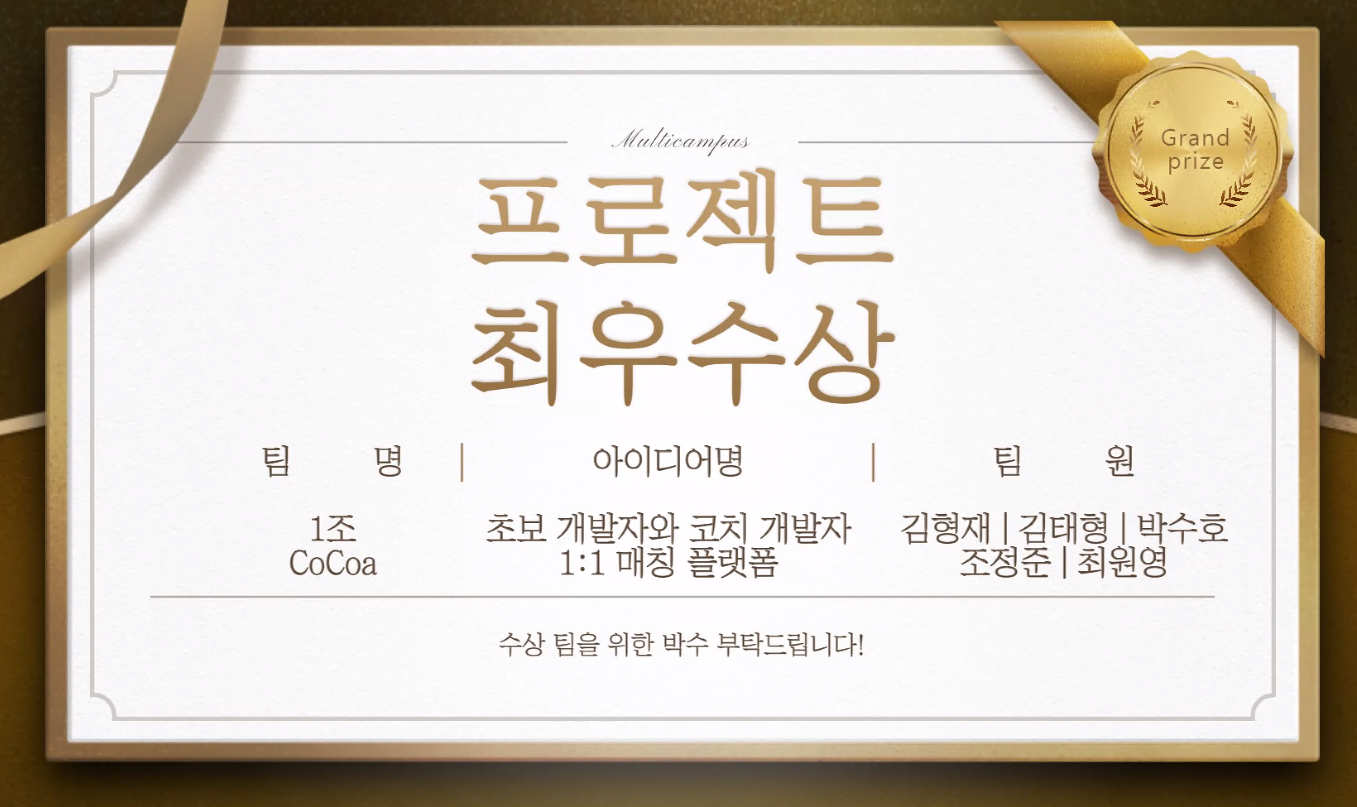 Multicampus
Grand
prize
프로젝트
최우수상
팀 명 | 아이디어명 | 팀 원
1조
CoCoa
초보 개발자와 코치 개발자
1:1 매칭 플랫폼
김형재 | 김태형 | 박수호
조정준 | 최원영
수상 팀을 위한 박수 부탁드립니다!